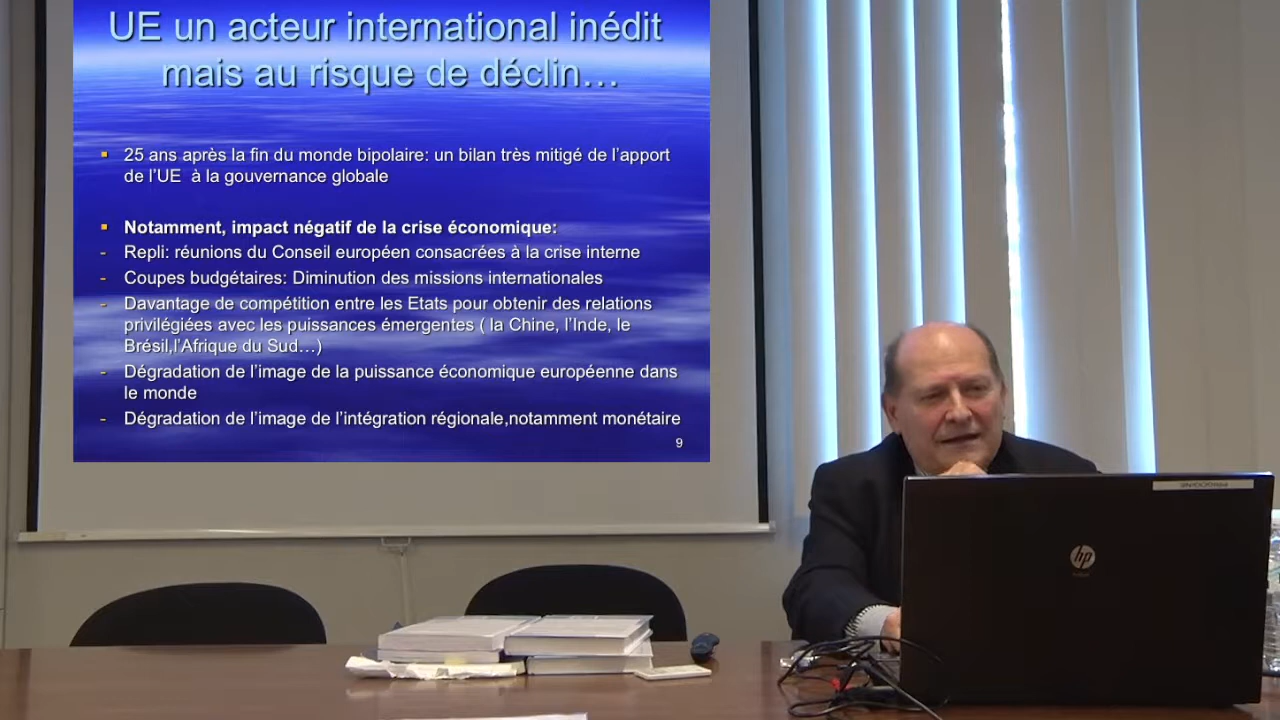 UE un acteur international inédit
mais au risque de déclin…
25 ans après la fin du monde bipolaire: un bilan très mitigé de l'apport
de l'UE à la gouvernance globale
Notamment, impact négatif de la crise économique:
- Repli: réunions du Conseil européen consacrées à la crise interne
- Coupes budgétaires: Diminution des missions internationales
- Davantage de compétition entre les Etats pour obtenir des relations
privilégiées avec les puissances émergentes ( la Chine, l'Inde, le
Brésil,l'Afrique du Sud…)
- Dégradation de l'image de la puissance économique européenne dans
le monde
- Dégradation de l'image de l'intégration régionale,notamment monétaire
9
hp